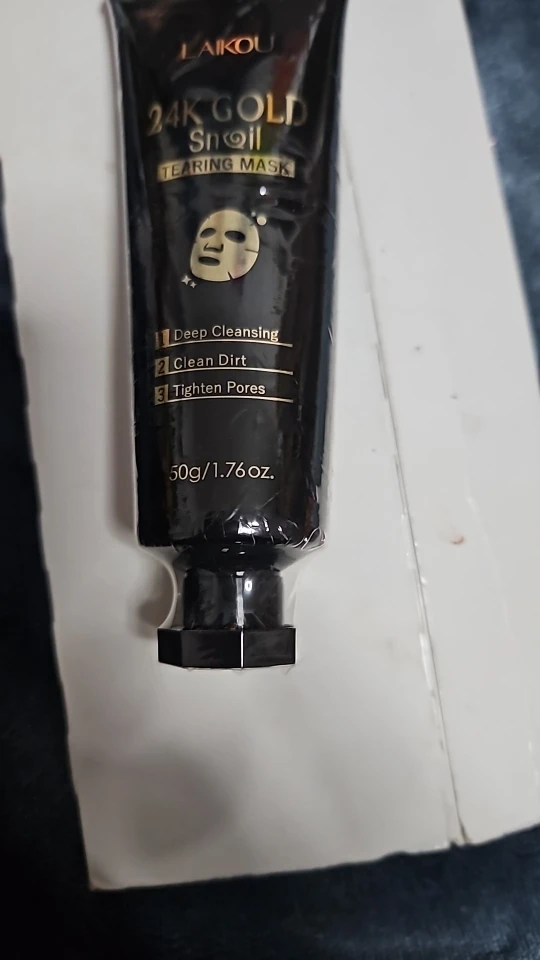 LAIKOU
24K GOLD
Snail
TEARING MASK
1 Deep Cleansing
2 Clean Dirt
3 Tighten Pores
50g/1.76oz.